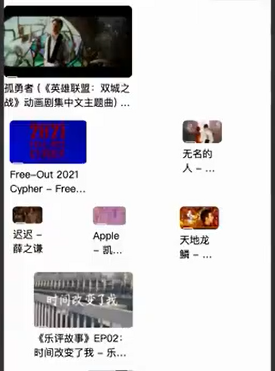 孤勇者 (《英雄联盟：双城之
战》动画剧集中文主题曲) ...
2021
Free-Out 2021
Cypher – Free...
无名的
人 – ...
迟迟 –
薛之谦
Apple
– 凯...
天地龙
鳞 – ...
时间改变了我
《乐评故事》EP02：
时间改变了我 – 乐...